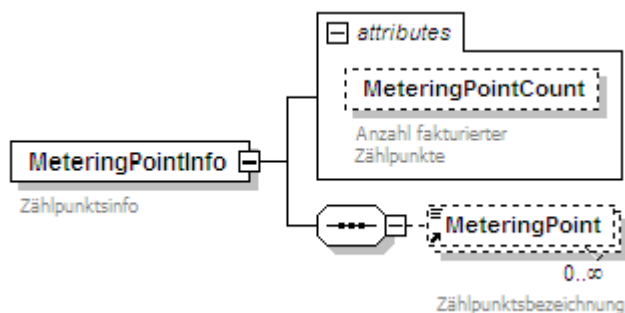 attributes
MeteringPointCount
Anzahl fakturierter
Zählpunkte
MeteringPointInfo
Zählpunktsinfo
MeteringPoint
0..∞
Zählpunktsbezeichnung